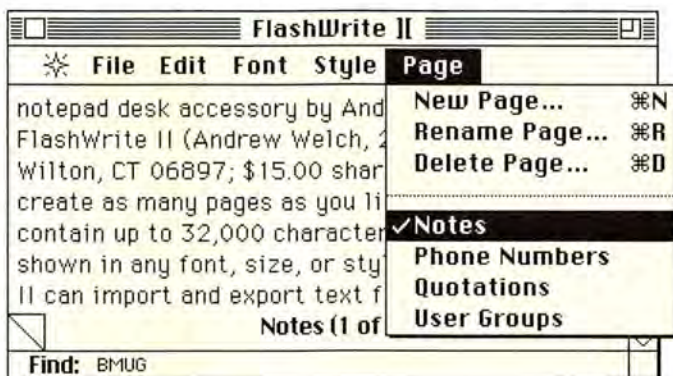 FlashWrite ][
File Edit Font Style Page
notepad desk accessory by And
FlashWrite II (Andrew Welch, 2
Wilton, CT 06897; $15.00 shar
create as many pages as you li
contain up to 32,000 character
shown in any font, size, or sty
II can import and export text f
Notes (1 of
Find: BMUG
New Page... ⌘N
Rename Page... ⌘R
Delete Page... ⌘D
✓Notes
Phone Numbers
Quotations
User Groups